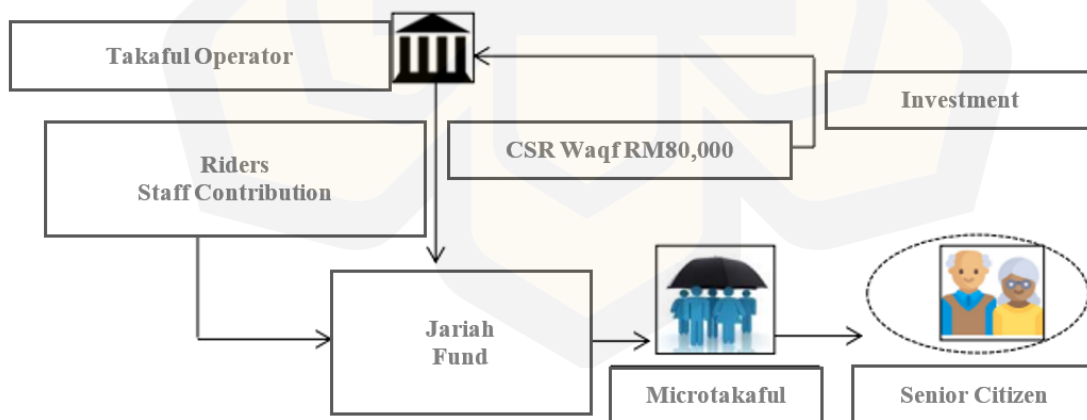 Takaful Operator
Investment
CSR Waqf RM80,000
Riders
Staff Contribution
Jariah
Fund
Microtakaful
Senior Citizen